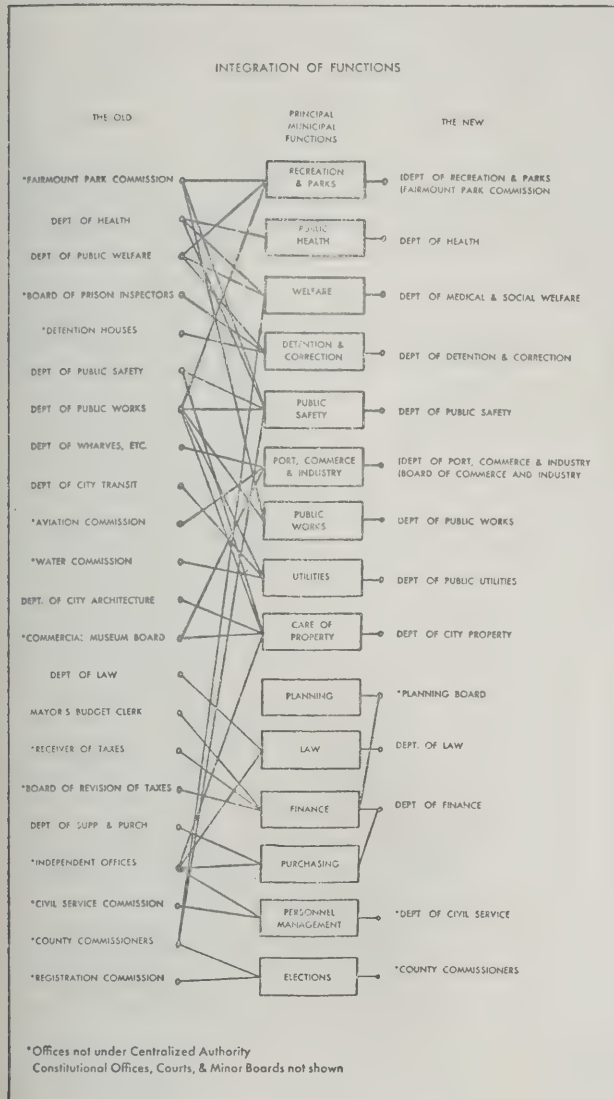 INTEGRATION OF FUNCTIONS
THE OLD
PRINCIPAL
MUNICIPAL
FUNCTIONS
THE NEW
*FAIRMOUNT PARK COMMISSION
DEPT OF HEALTH
DEPT OF PUBLIC WELFARE
*BOARD OF PRISON INSPECTORS
*DETENTION HOUSES
DEPT OF PUBLIC SAFETY
DEPT OF PUBLIC WORKS
DEPT OF WHARVES, ETC.
DEPT OF CITY TRANSIT
*AVIATION COMMISSION
*WATER COMMISSION
DEPT. OF CITY ARCHITECTURE
*COMMERCIAL MUSEUM BOARD
DEPT OF LAW
MAYOR S BUDGET CLERK
*RECEIVER OF TAXES
*BOARD OF REVISION OF TAXES
DEPT OF SUPP & PURCH
*INDEPENDENT OFFICES
*CIVIL SERVICE COMMISSION
*COUNTY COMMISSIONERS
*REGISTRATION COMMISSION
RECREATION
& PARKS
PUBLIC
HEALTH
WELFARE
DETENTION &
CORRECTION
PUBLIC
SAFETY
PORT, COMMERCE
& INDUSTRY
PUBLIC
WORKS
UTILITIES
CARE OF
PROPERTY
PLANNING
LAW
FINANCE
PURCHASING
PERSONNEL
MANAGEMENT
ELECTIONS
(DEPT OF RECREATION & PARKS
(FAIRMOUNT PARK COMMISSION
DEPT OF HEALTH
DEPT OF MEDICAL & SOCIAL WELFARE
DEPT OF DETENTION & CORRECTION
DEPT OF PUBLIC SAFETY
(DEPT OF PORT, COMMERCE & INDUSTRY
(BOARD OF COMMERCE AND INDUSTRY
DEPT OF PUBLIC WORKS
DEPT OF PUBLIC UTILITIES
DEPT OF CITY PROPERTY
*PLANNING BOARD
DEPT. OF LAW
DEPT OF FINANCE
*DEPT OF CIVIL SERVICE
*COUNTY COMMISSIONERS
*Offices not under Centralized Authority
Constitutional Offices, Courts, & Minor Boards not shown